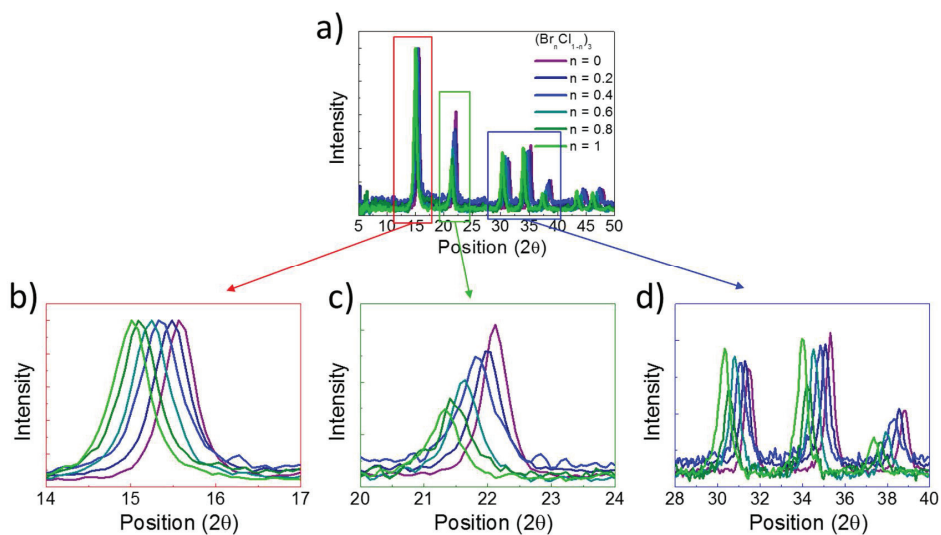 a)
(BrnCl1-n)3
n = 0
n = 0.2
n = 0.4
n = 0.6
n = 0.8
n = 1
Intensity
5 10 15 20 25 30 35 40 45 50
Position (2θ)
b)
Intensity
14 15 16 17
Position (2θ)
c)
Intensity
20 21 22 23 24
Position (2θ)
d)
Intensity
28 30 32 34 36 38 40
Position (2θ)